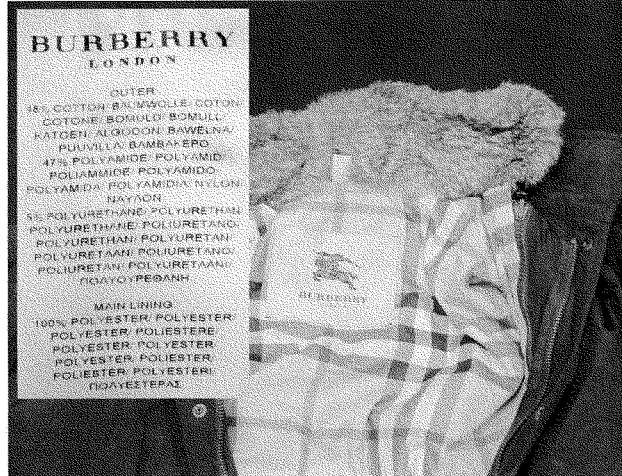 BURBERRY
LONDON
OUTER
48% COTTON/ BAUMWOLLE/ COTON/
COTONE/ BOMULD/ BOMULL/
KATOEN/ ALGODON/ BAWELNA/
PUUVILLA/ ΒΑΜΒΑΚΕΡΟ
47% POLYAMIDE/ POLYAMID/
POLIAMMIDE/ POLYAMIDO/
POLYAMIDA/ POLYAMIDIA/ NYLON/
ΝΑΥΛΟΝ
5% POLYURETHANE/ POLYURETHAN/
POLYURETHANE/ POLIURETANO/
POLYURETHAN/ POLYURETAN/
POLYURETAAN/ POLIURETANO/
POLIURETAN/ POLYURETAANI/
ΠΟΛΥΟΥΡΕΘΑΝΗ
MAIN LINING
100% POLYESTER/ POLYESTER/
POLYESTER/ POLIESTERE
POLYESTER/ POLYESTER
POLYESTER/ POLIESTER
POLIESTER/ POLYESTERI/
ΠΟΛΥΕΣΤΕΡΑΣ
BURBERRY